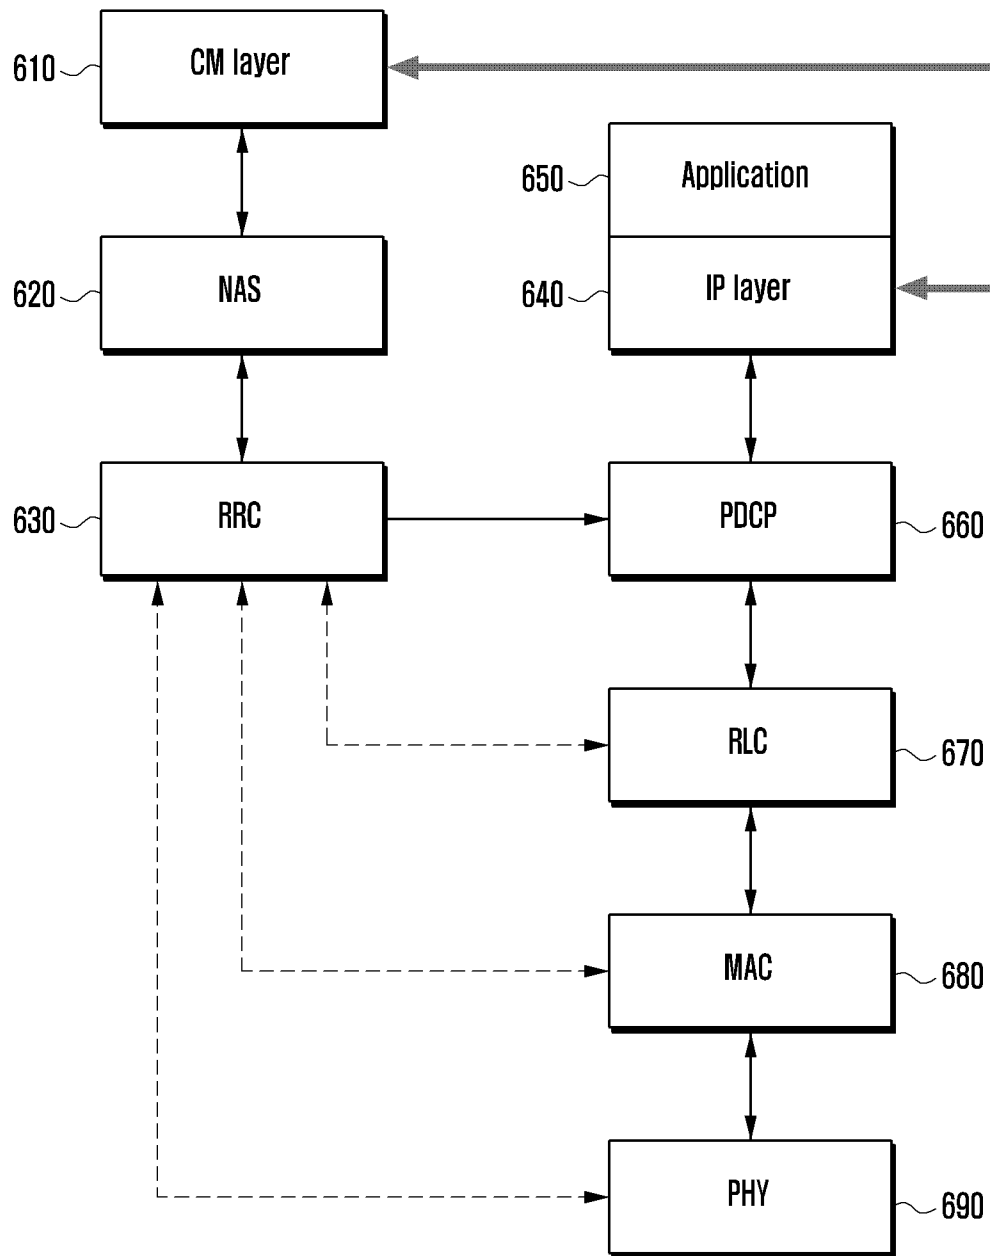 610 CM layer
650 Application
620 NAS
640 IP layer
630 RRC
PDCP 660
RLC 670
MAC 680
PHY 690